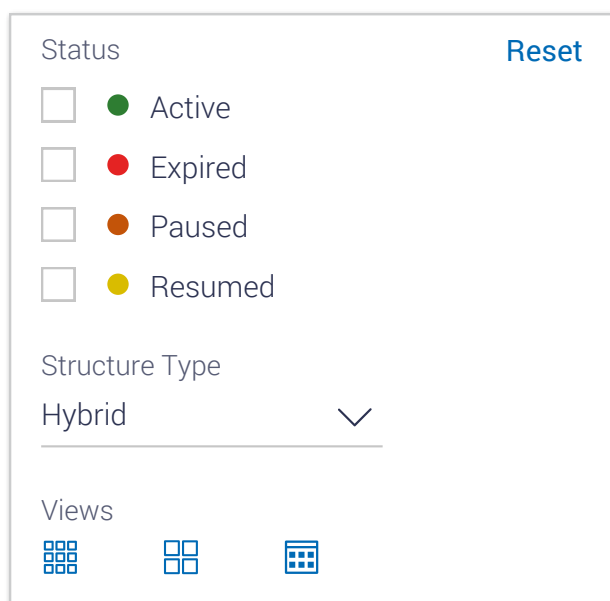 Status
Reset
Active
Expired
Paused
Resumed
Structure Type
Hybrid
Views